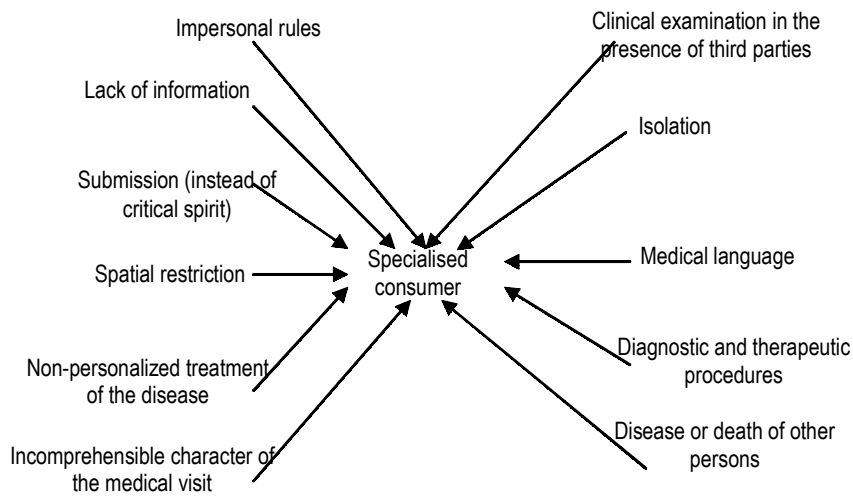 Impersonal rules
Clinical examination in the
presence of third parties
Lack of information
Isolation
Submission (instead of
critical spirit)
Specialised
consumer
Medical language
Spatial restriction
Non-personalized treatment
of the disease
Diagnostic and therapeutic
procedures
Disease or death of other
persons
Incomprehensible character of
the medical visit